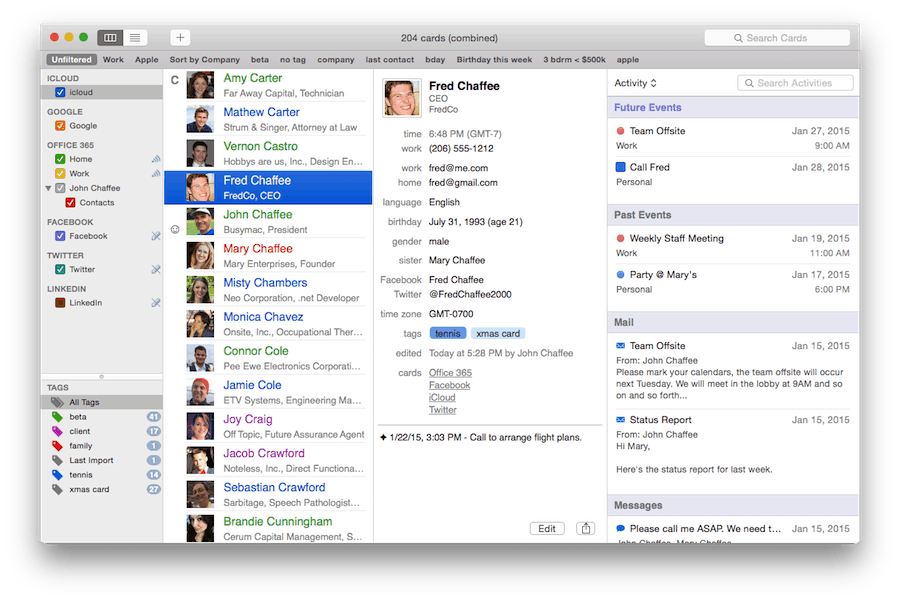 204 cards (combined)
Search Cards
Unfiltered Work Apple Sort by Company beta no tag company last contact bday Birthday this week 3 bdrm < $500k apple
ICLOUD
icloud
GOOGLE
Google
OFFICE 365
Home
Work
John Chaffee
Contacts
FACEBOOK
Facebook
TWITTER
Twitter
LINKEDIN
LinkedIn
TAGS
All Tags
beta 41
client 17
family 1
Last Import 1
tennis 14
xmas card 27
C
Amy Carter
Far Away Capital, Technician
Mathew Carter
Strum & Singer, Attorney at Law
Vernon Castro
Hobbys are us, Inc., Design En...
Fred Chaffee
FredCo, CEO
John Chaffee
Busymac, President
Mary Chaffee
Mary Enterprises, Founder
Misty Chambers
Neo Corporation, .net Developer
Monica Chavez
Onsite, Inc., Occupational Ther...
Connor Cole
Pee Ewe Electronics Corporati...
Jamie Cole
ETV Systems, Engineering Ma...
Joy Craig
Off Topic, Future Assurance Agent
Jacob Crawford
Noteless, Inc., Direct Functiona...
Sebastian Crawford
Sarbitage, Speech Pathologist...
Brandie Cunningham
Cerum Capital Management, S...
Fred Chaffee
CEO
FredCo
time 6:48 PM (GMT-7)
work (206) 555-1212
work fred@me.com
home fred@gmail.com
language English
birthday July 31, 1993 (age 21)
gender male
sister Mary Chaffee
Facebook Fred Chaffee
Twitter @FredChaffee2000
time zone GMT-0700
tags tennis xmas card
edited Today at 5:28 PM by John Chaffee
cards Office 365
Facebook
iCloud
Twitter
1/22/15, 3:03 PM - Call to arrange flight plans.
Edit
Activity
Search Activities
Future Events
Team Offsite Jan 27, 2015
Work 9:00 AM
Call Fred Jan 28, 2015
Personal
Past Events
Weekly Staff Meeting Jan 19, 2015
Work 11:00 AM
Party @ Mary's Jan 17, 2015
Personal 6:00 PM
Mail
Team Offsite Jan 15, 2015
From: John Chaffee
Please mark your calendars, the team offsite will occur
next Tuesday. We will meet in the lobby at 9AM and so
on and so forth...
Status Report Jan 15, 2015
From: John Chaffee
Hi Mary,
Here's the status report for last week.
Messages
Please call me ASAP. We need t... Jan 15, 2015
John Chaffee, Mary Chaffee